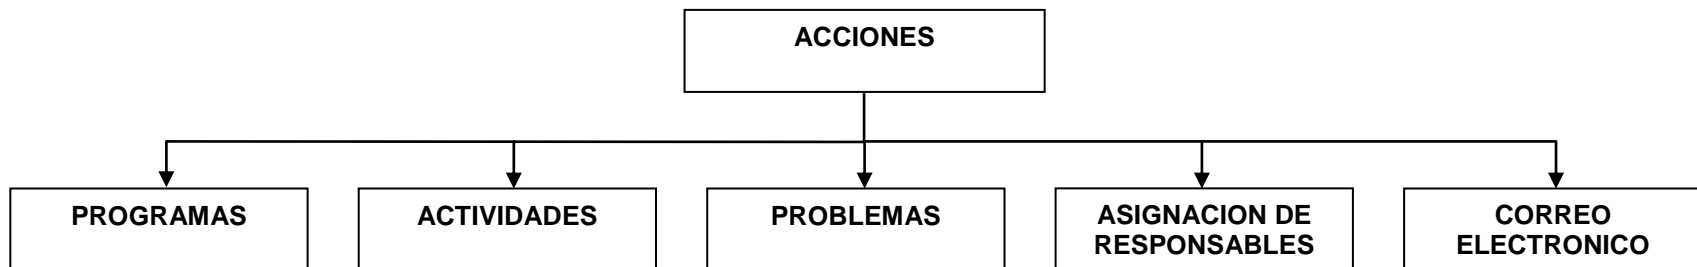 ACCIONES
PROGRAMAS
ACTIVIDADES
PROBLEMAS
ASIGNACION DE
RESPONSABLES
CORREO
ELECTRONICO